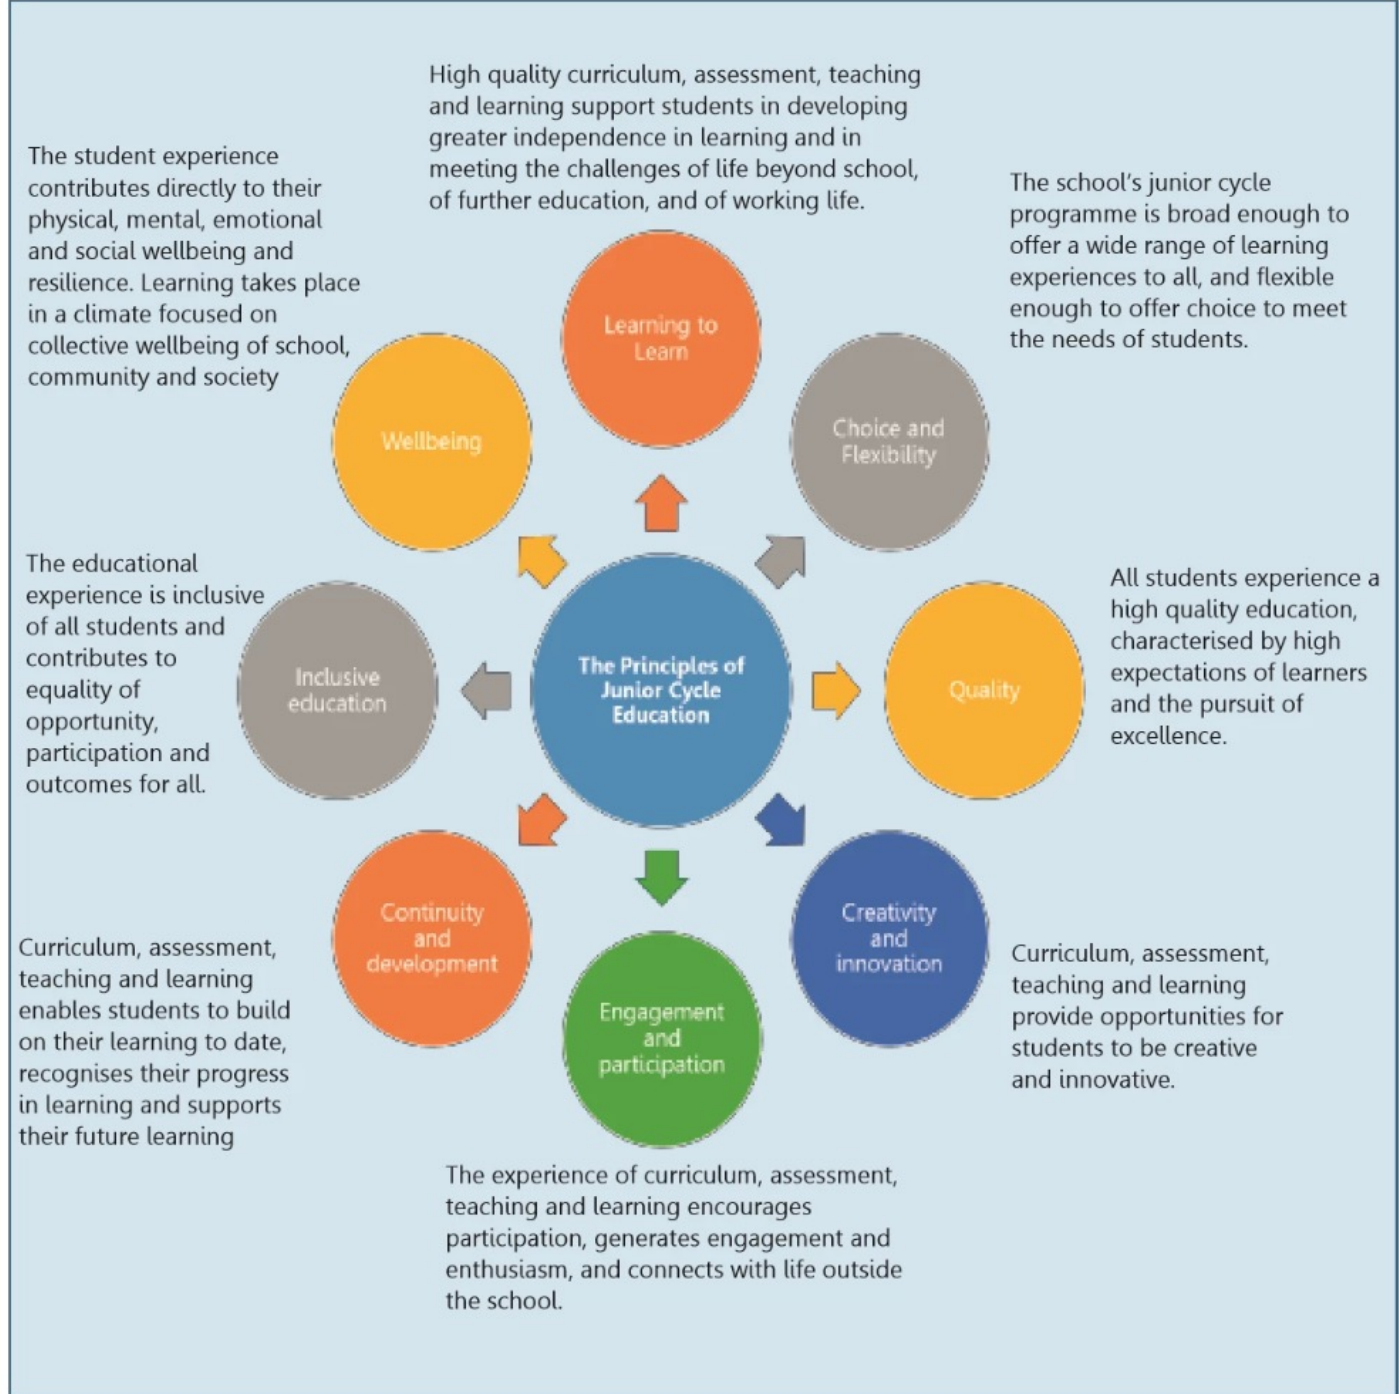 High quality curriculum, assessment, teaching
and learning support students in developing
greater independence in learning and in
meeting the challenges of life beyond school,
of further education, and of working life.
The student experience
contributes directly to their
physical, mental, emotional
and social wellbeing and
resilience. Learning takes place
in a climate focused on
collective wellbeing of school,
community and society
The school's junior cycle
programme is broad enough to
offer a wide range of learning
experiences to all, and flexible
enough to offer choice to meet
the needs of students.
Learning to
Learn
Wellbeing
Choice and
Flexibility
The educational
experience is inclusive
of all students and
contributes to
equality of
opportunity,
participation and
outcomes for all.
Inclusive
education
The Principles of
Junior Cycle
Education
Quality
All students experience a
high quality education,
characterised by high
expectations of learners
and the pursuit of
excellence.
Continuity
and
development
Creativity
and
innovation
Curriculum, assessment,
teaching and learning
enables students to build
on their learning to date,
recognises their progress
in learning and supports
their future learning
Engagement
and
participation
Curriculum, assessment,
teaching and learning
provide opportunities for
students to be creative
and innovative.
The experience of curriculum, assessment,
teaching and learning encourages
participation, generates engagement and
enthusiasm, and connects with life outside
the school.